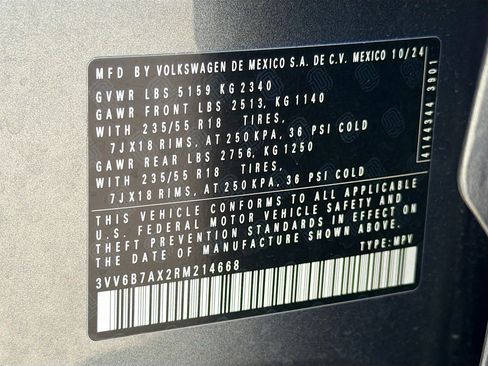 MFD BY VOLKSWAGEN DE MEXICO S.A. DE C.V. MEXICO 10/24
GVWR LBS 5159 KG 2340
GAWR FRONT LBS 2513, KG 1140
WITH 235/55 R18 TIRES,
7JX18 RIMS, AT 250 KPA, 36 PSI COLD
GAWR REAR LBS 2756, KG 1250
WITH 235/55 R18 TIRES,
7JX18 RIMS, AT 250 KPA, 36 PSI COLD
THIS VEHICLE CONFORMS TO ALL APPLICABLE
U.S. FEDERAL MOTOR VEHICLE SAFETY AND
THEFT PREVENTION STANDARDS IN EFFECT ON
THE DATE OF MANUFACTURE SHOWN ABOVE.
3VV6B7AX2RM214668 TYPE: MPV
4144344 3901